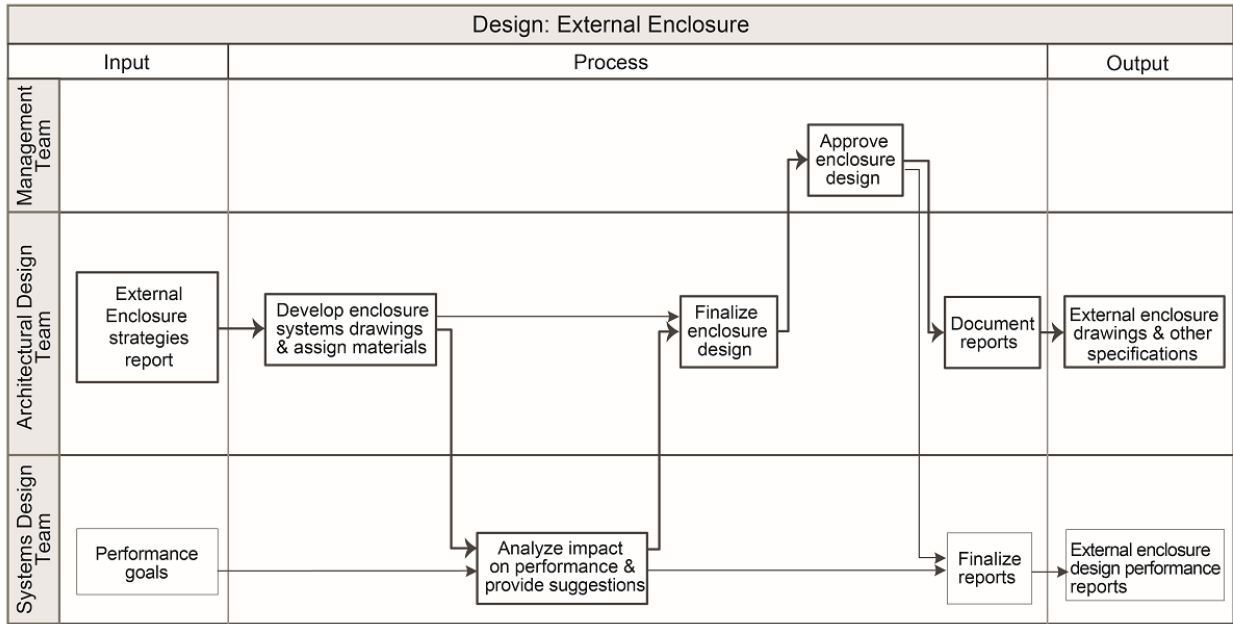 Design: External Enclosure
Input
Process
Output
Management
Team
Approve
enclosure
design
Architectural Design
Team
External
Enclosure
strategies
report
Develop enclosure
systems drawings
& assign materials
Finalize
enclosure
design
Document
reports
External enclosure
drawings & other
specifications
Systems Design
Team
Performance
goals
Analyze impact
on performance &
provide suggestions
Finalize
reports
External enclosure
design performance
reports